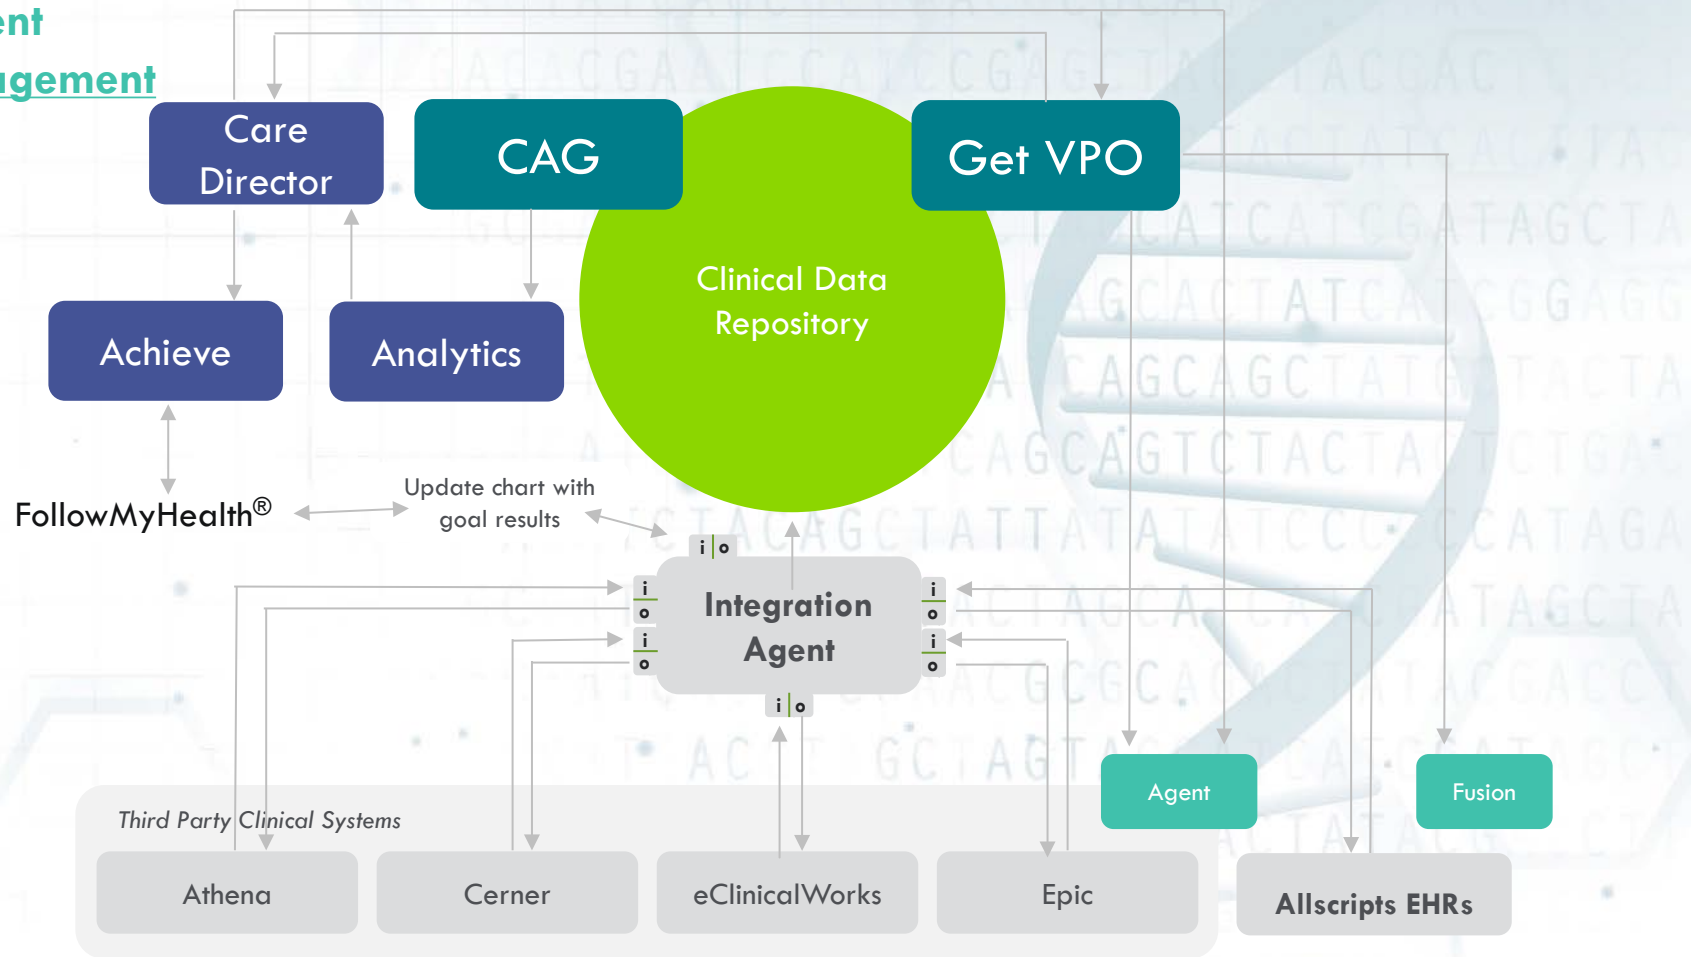 ent
agement
Care
Director
CAG
Get VPO
Clinical Data
Repository
Achieve
Analytics
FollowMyHealth®
Update chart with
goal results
i o
i
o
i
o
Integration
Agent
i
o
i
o
i o
Agent
Fusion
Third Party Clinical Systems
Athena
Cerner
eClinicalWorks
Epic
Allscripts EHRs